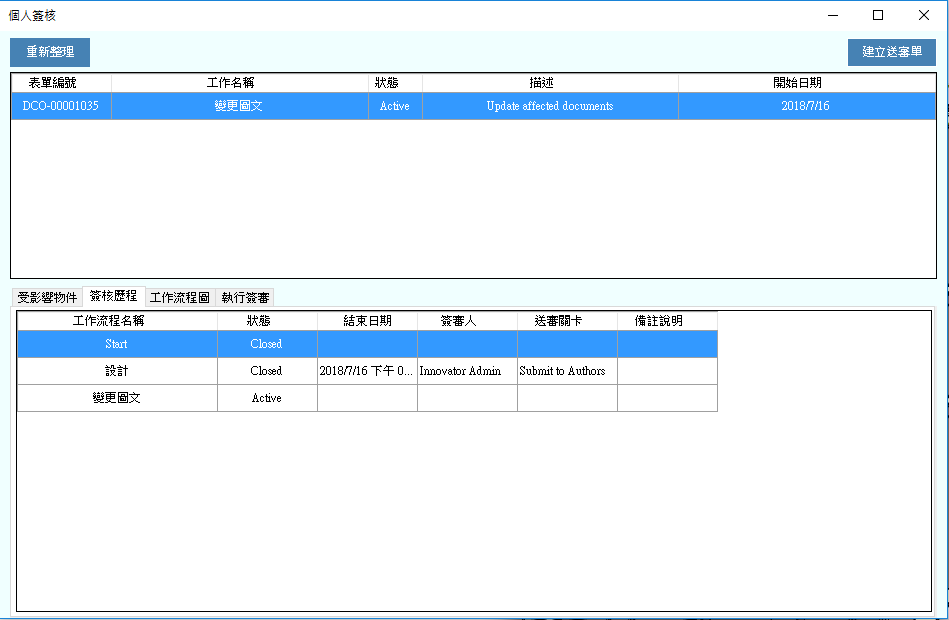 個人簽核
重新整理 建立送審單
表單編號 工作名稱 狀態 描述 開始日期
DCO-00001035 變更圖文 Active Update affected documents 2018/7/16
受影響物件 簽核歷程 工作流程圖 執行簽審
工作流程名稱 狀態 結束日期 簽審人 送審關卡 備註說明
Start Closed
設計 Closed 2018/7/16 下午 0... Innovator Admin Submit to Authors
變更圖文 Active